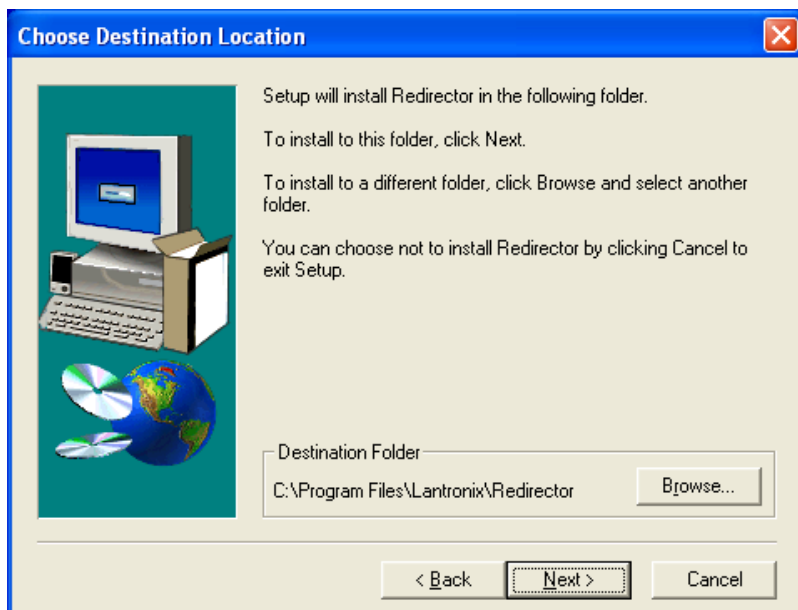 Choose Destination Location
Setup will install Redirector in the following folder.
To install to this folder, click Next.
To install to a different folder, click Browse and select another
folder.
You can choose not to install Redirector by clicking Cancel to
exit Setup.
Destination Folder
C:\Program Files\Lantronix\Redirector
Browse...
< Back
Next >
Cancel